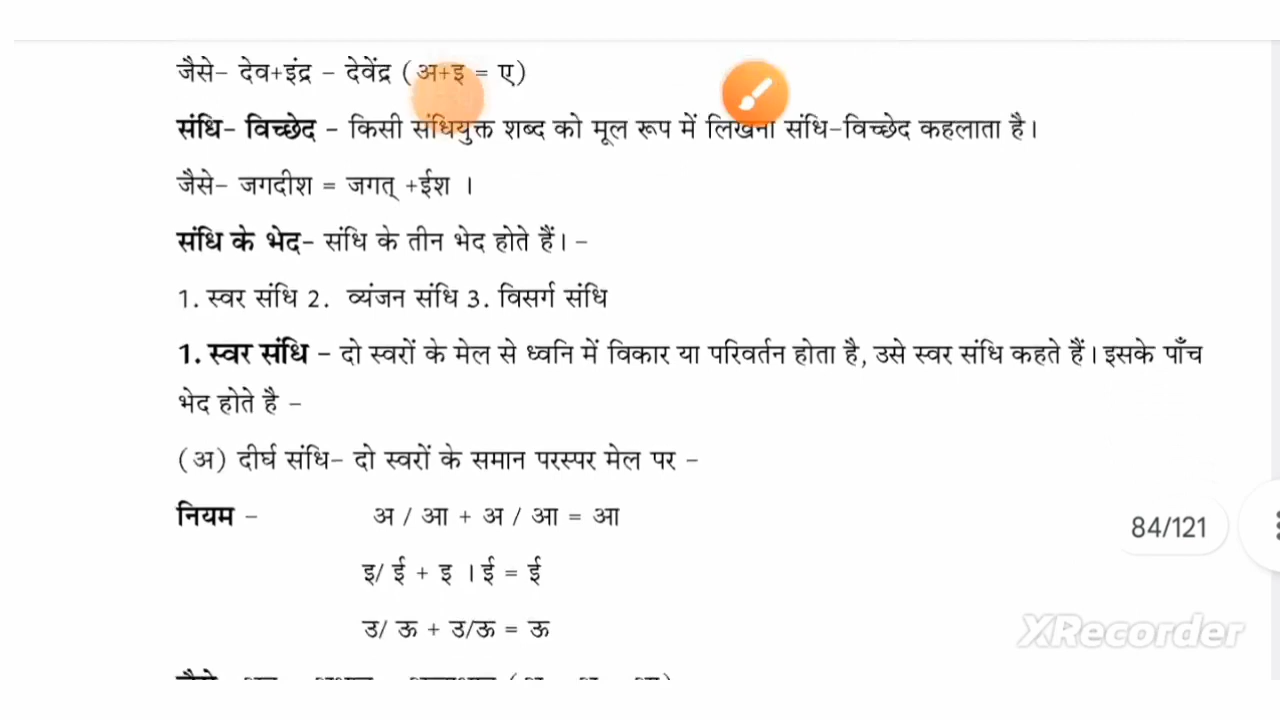 जैसे- देव+इंद्र - देवेंद्र (अ+इ = ए)
संधि- विच्छेद - किसी संधियुक्त शब्द को मूल रूप में लिखना संधि-विच्छेद कहलाता है।
जैसे- जगदीश = जगत् +ईश ।
संधि के भेद- संधि के तीन भेद होते हैं। -
1. स्वर संधि 2. व्यंजन संधि 3. विसर्ग संधि
1. स्वर संधि - दो स्वरों के मेल से ध्वनि में विकार या परिवर्तन होता है, उसे स्वर संधि कहते हैं। इसके पाँच
भेद होते है -
(अ) दीर्घ संधि- दो स्वरों के समान परस्पर मेल पर -
नियम - अ / आ + अ / आ = आ
84/121
इ/ ई + इ । ई = ई
उ/ ऊ + उ/ऊ = ऊ
XRecorder